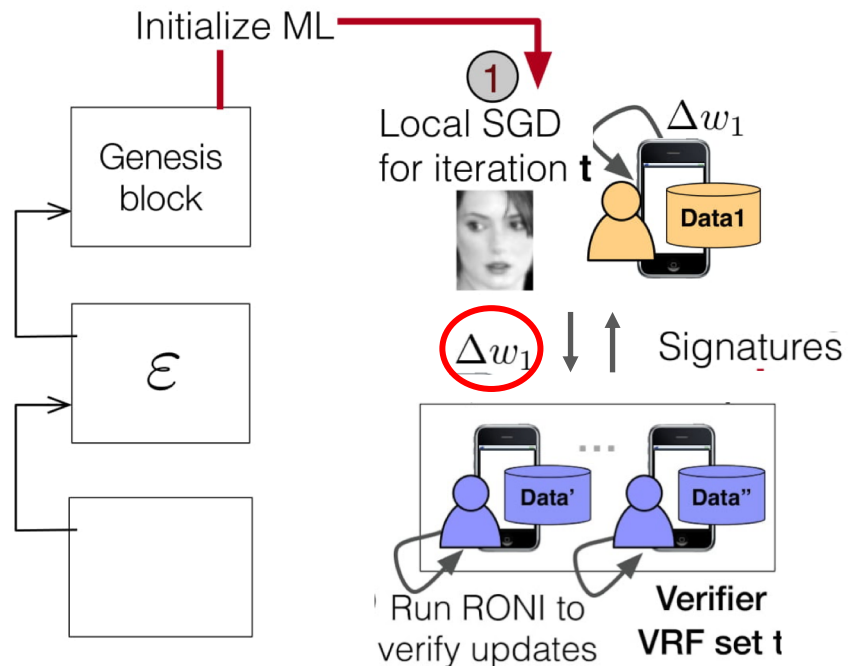 Initialize ML
1
Local SGD
for iteration t
Δw₁
Genesis
block
Data1
ε
Δw₁
Signatures
...
Data'
Data"
Run RONI to
verify updates
Verifier
VRF set t